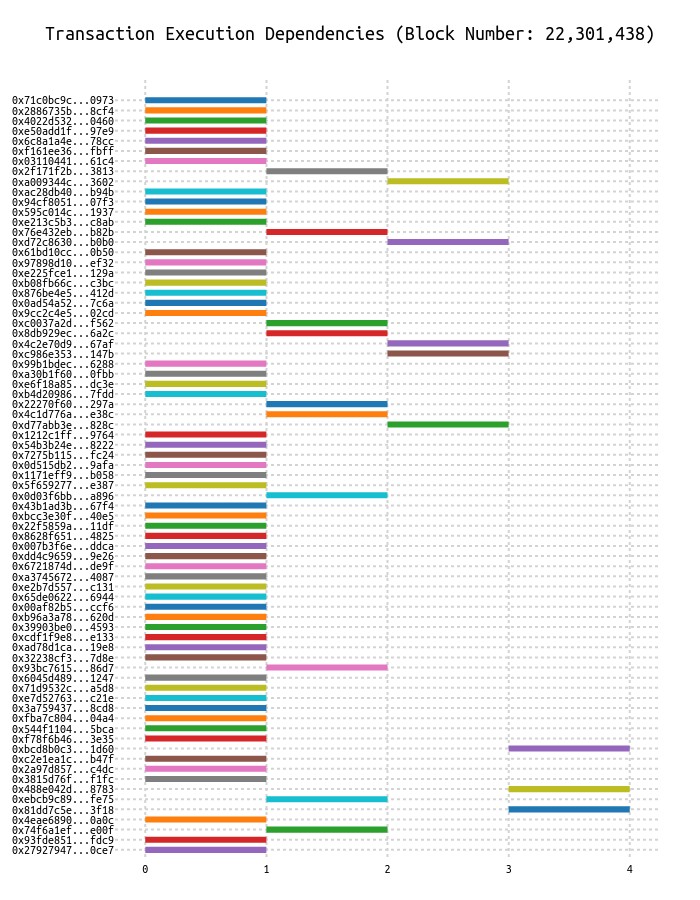 Transaction Execution Dependencies (Block Number: 22,301,438)
0x71c0bc9c...0973
0x2886735b...8cf4
0x4022d532...0460
0xe50add1f...97e9
0x6c8a1a4e...78cc
0xf161ee36...fbff
0x03110441...61c4
0x2f171f2b...3813
0xa009344c...3602
0xac28db40...b94b
0x94cf8051...07f3
0x595c014c...1937
0xe213c5b3...c8ab
0x76e432eb...b82b
0xd72c8630...b0b0
0x61bd10cc...0b50
0x97898d10...ef32
0xe225fce1...129a
0xb08fb66c...c3bc
0x876be4e5...412d
0x0ad54a52...7c6a
0x9cc2c4e5...02cd
0xc0037a2d...f562
0x8db929ec...6a2c
0x4c2e70d9...67af
0xc986e353...147b
0x99b1bdec...6288
0xa30b1f60...0fbb
0xe6f18a85...dc3e
0xb4d20986...7fdd
0x22270f60...297a
0x4c1d776a...e38c
0xd77abb3e...828c
0x1212c1ff...9764
0x54b3b24e...8222
0x7275b115...fc24
0x0d515db2...9afa
0x1171eff9...b058
0x5f659277...e387
0x0d03f6bb...a896
0x43b1ad3b...67f4
0xbcc3e30f...40e5
0x22f5859a...11df
0x8628f651...4825
0x007b3f6e...ddca
0xdd4c9659...9e26
0x6721874d...de9f
0xa3745672...4087
0xe2b7d557...c131
0x65de0622...6944
0x00af82b5...ccf6
0xb96a3a78...620d
0x39903be0...4593
0xcdf1f9e8...e133
0xad78d1ca...19e8
0x32238cf3...7d8e
0x93bc7615...86d7
0x6045d489...1247
0x71d9532c...a5d8
0xe7d52763...c21e
0x3a759437...8cd8
0xfba7c804...04a4
0x544f1104...5bca
0xf78f6b46...3e35
0xbcd8b0c3...1d60
0xc2e1ea1c...b47f
0x2a97d857...c4dc
0x3815d76f...f1fc
0x488e042d...8783
0xebcb9c89...fe75
0x81dd7c5e...3f18
0x4eae6890...0a0c
0x74f6a1ef...e00f
0x93fde851...fdc9
0x27927947...0ce7
0 1 2 3 4